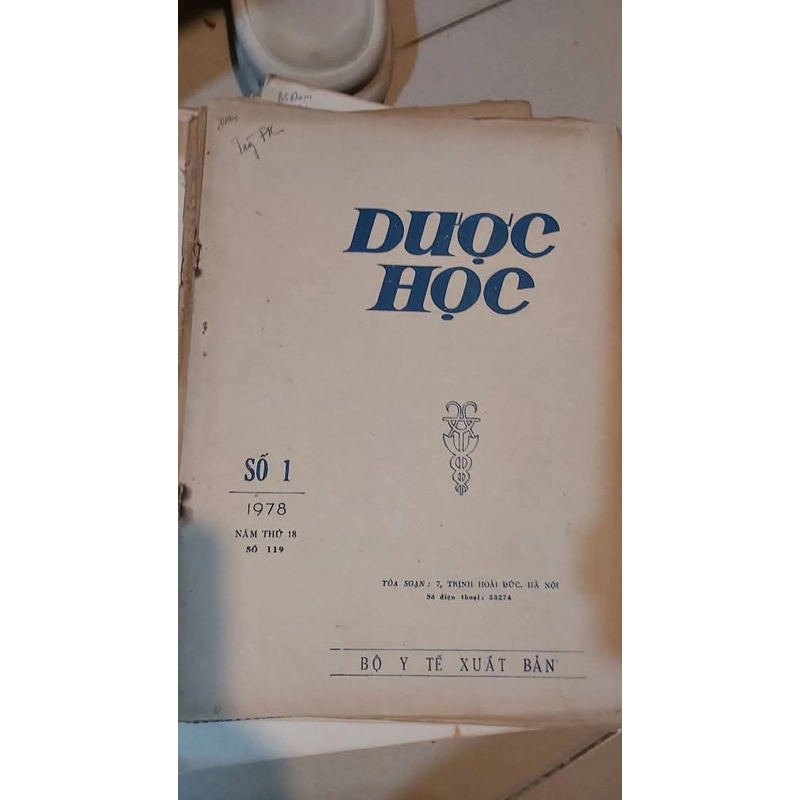 DƯỢC
HỌC
SỐ 1
1978
NĂM THỨ 18
SỐ 119
TÒA SOẠN : 7, TRỊNH HOÀI ĐỨC. HÀ NỘI
Số điện thoại : 53274
BỘ Y TẾ XUẤT BẢN